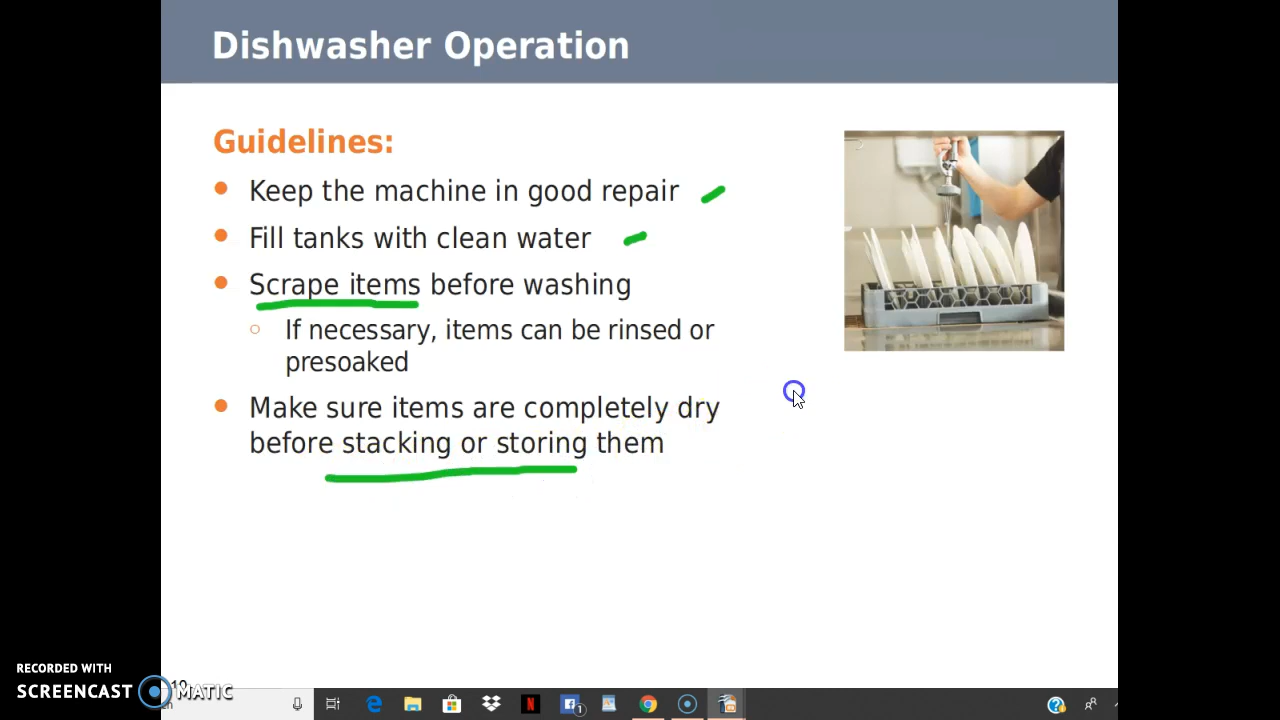 Dishwasher Operation
Guidelines:
Keep the machine in good repair
Fill tanks with clean water
Scrape items before washing
If necessary, items can be rinsed or
presoaked
Make sure items are completely dry
before stacking or storing them
RECORDED WITH
SCREENCAST MATIC
1